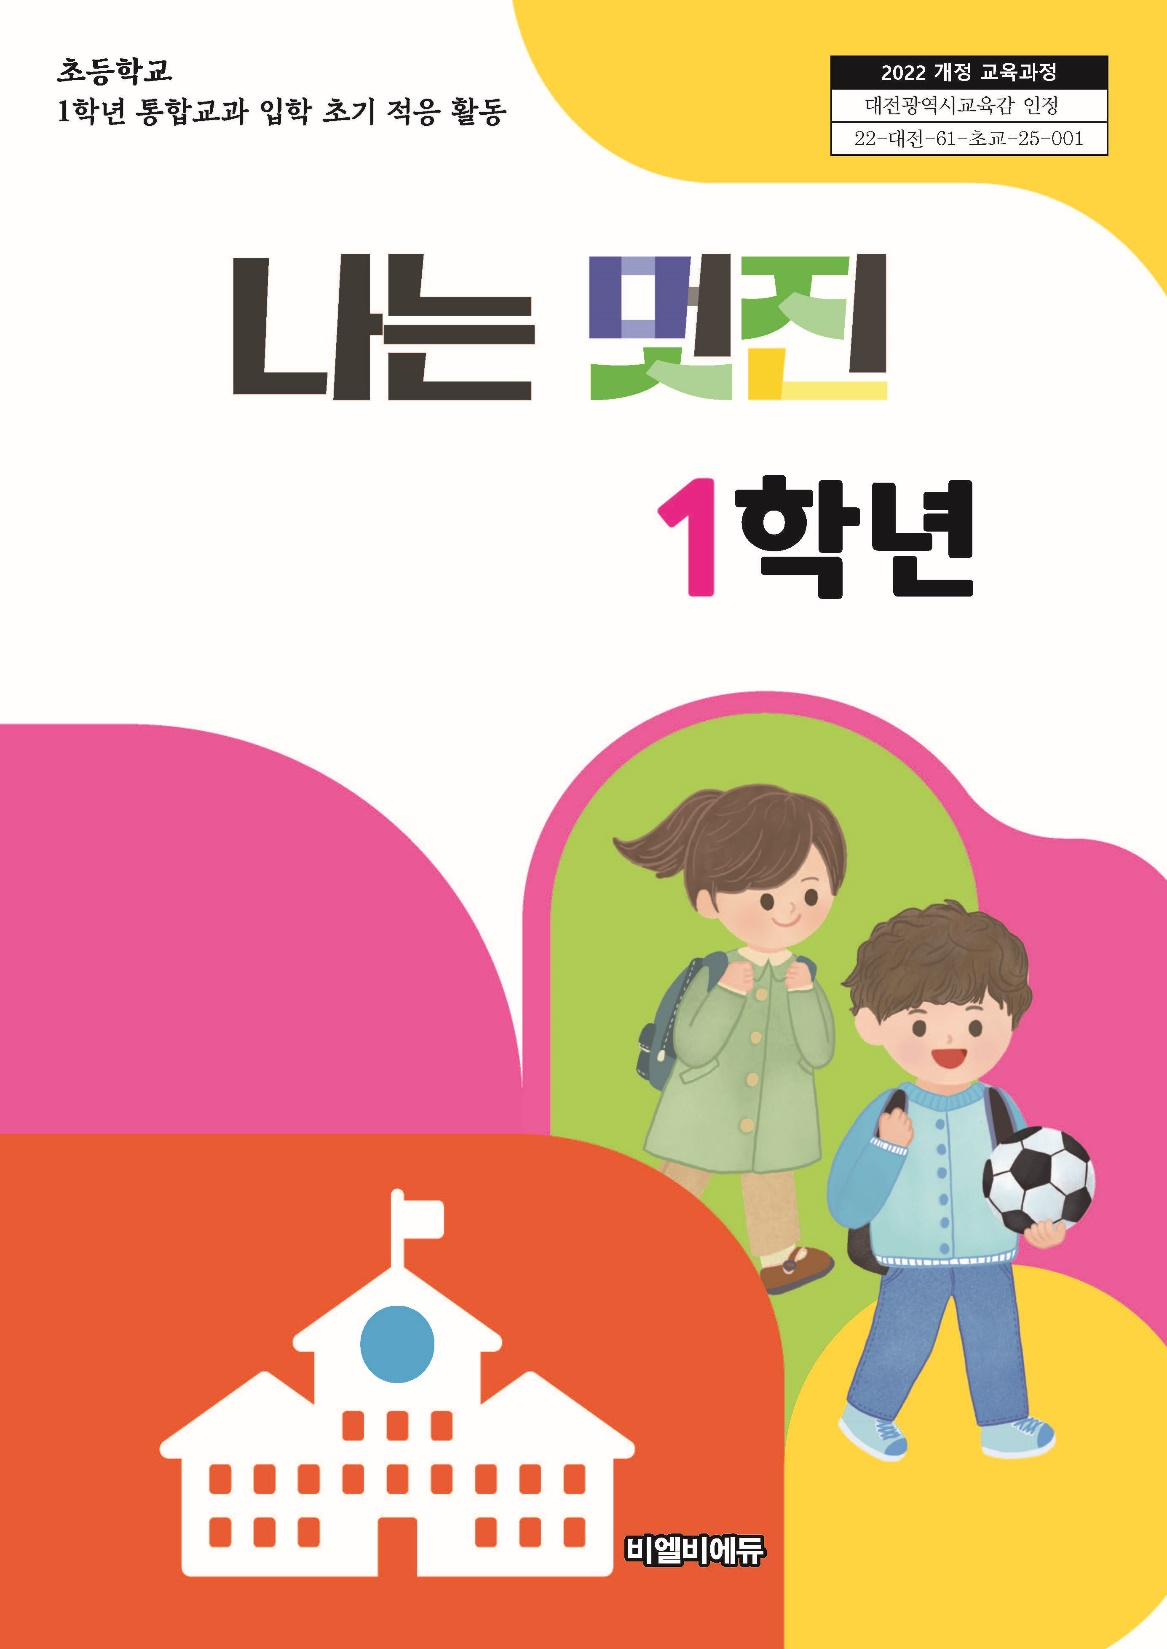 초등학교
1학년 통합교과 입학 초기 적응 활동
2022 개정 교육과정
대전광역시교육감 인정
22-대전-61-초교-25-001
나는 멋진
1학년
비엘비에듀